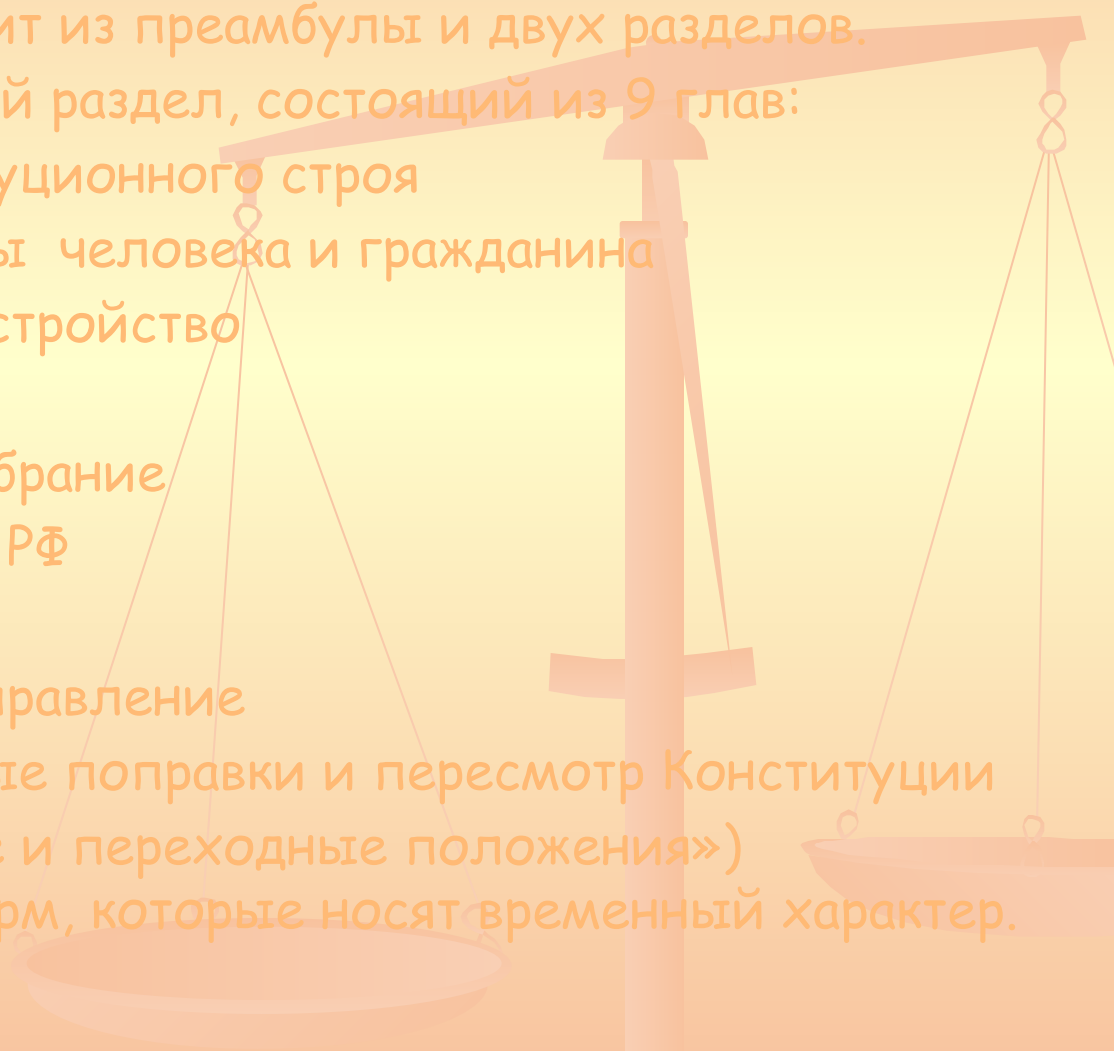 ит из преамбулы и двух разделов.
й раздел, состоящий из 9 глав:
уционного строя
ы человека и гражданина
стройство
брание
РФ
правление
ые поправки и пересмотр Конституции
е и переходные положения»)
рм, которые носят временный характер.